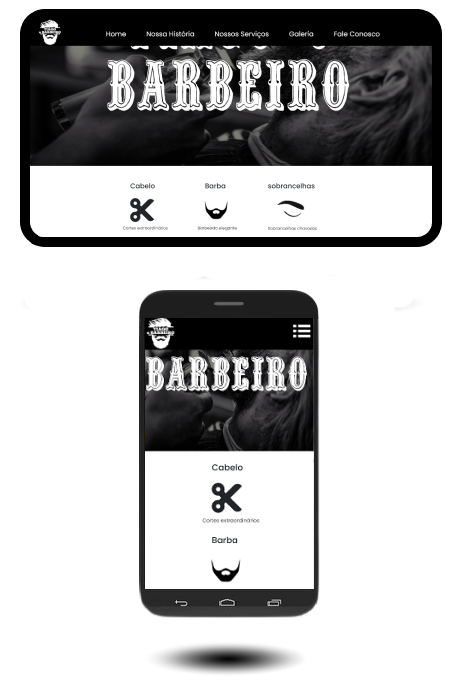 Home Nossa História Nossos Serviços Galeria Fale Conosco
BARBEIRO
Cabelo Barba sobrancelhas
Cortes extraordinários Barbeado elegante Sobrancelhas chavosas
BARBEIRO
Cabelo
Cortes extraordinários
Barba